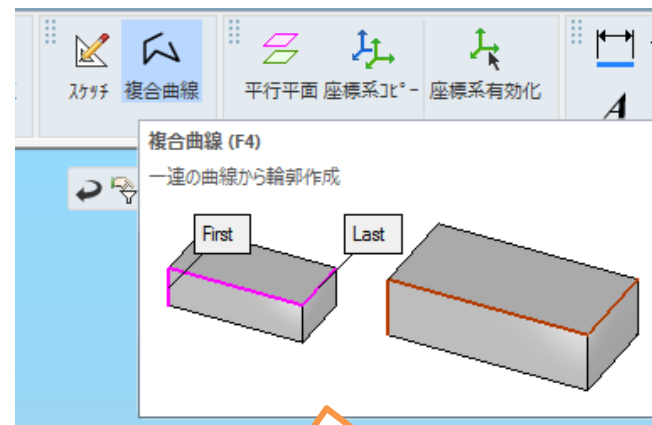 スケッチ 複合曲線 平行平面 座標系コピー 座標系有効化
A
複合曲線 (F4)
一連の曲線から輪郭作成
First Last